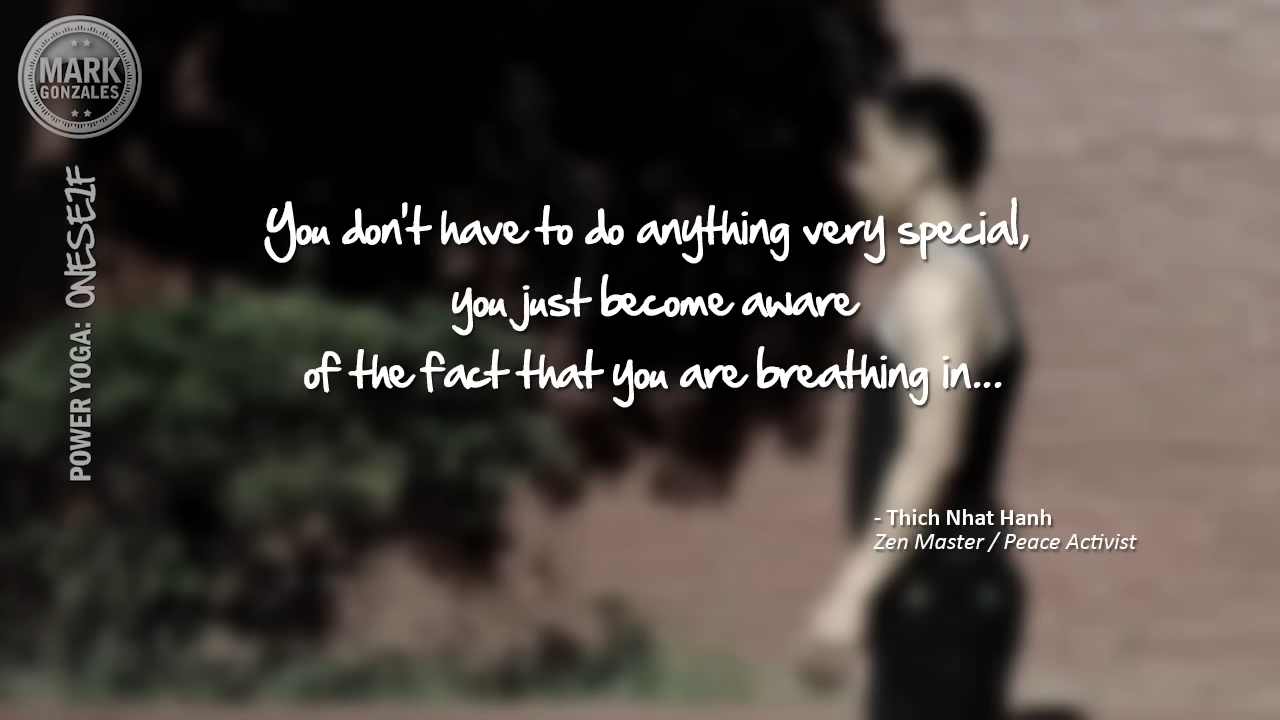 MARK
GONZALES
POWER YOGA: ONESELF
You don't have to do anything very special,
you just become aware
of the fact that you are breathing in...
- Thich Nhat Hanh
Zen Master / Peace Activist